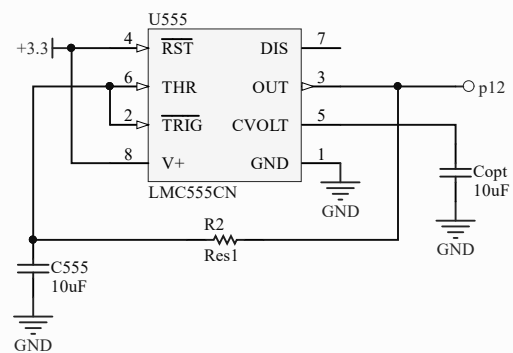 U555
+3.3
4 RST DIS 7
6 THR OUT 3
p12
2 TRIG CVOLT 5
8 V+ GND 1
LMC555CN
GND
Copt
10uF
GND
R2
Res1
C555
10uF
GND